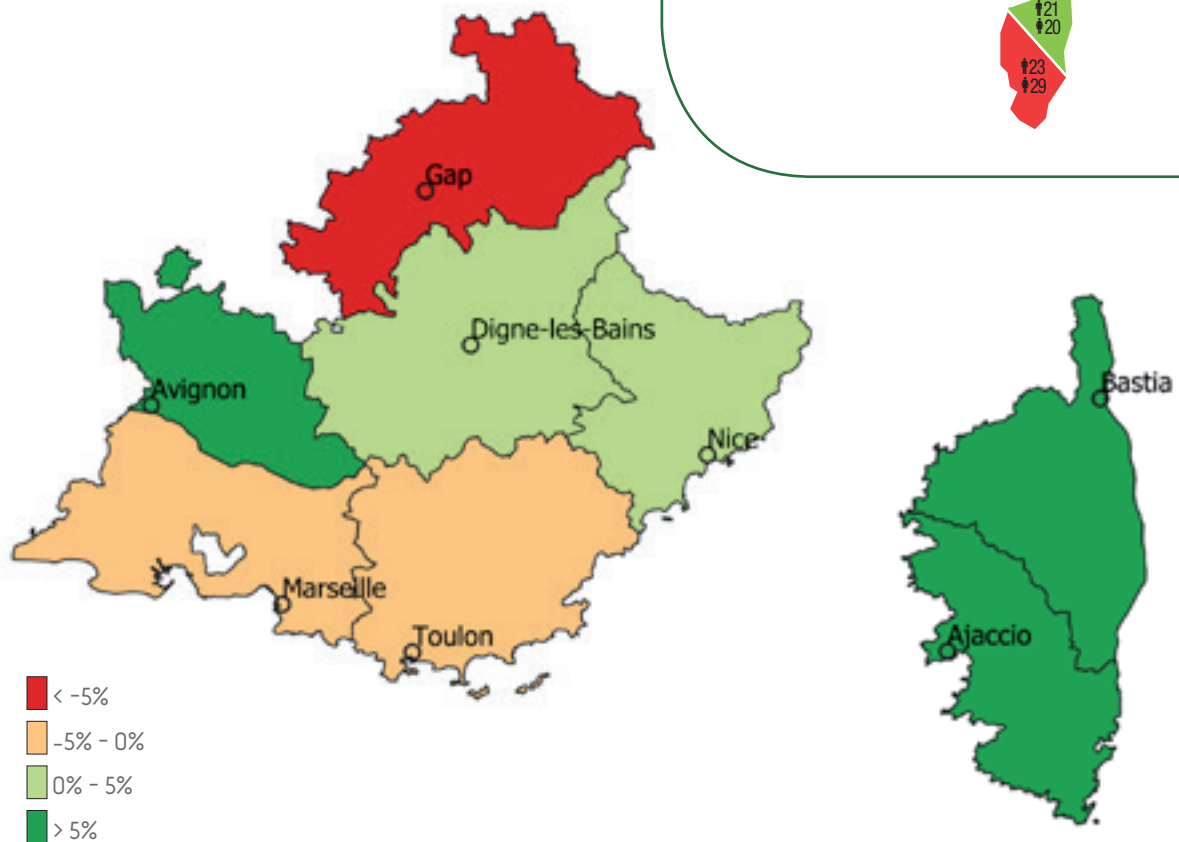 21
20
23
29
Gap
Digne-les-Bains
Avignon
Bastia
Nice
Marseille
Toulon
Ajaccio
< -5%
-5% - 0%
0% - 5%
> 5%